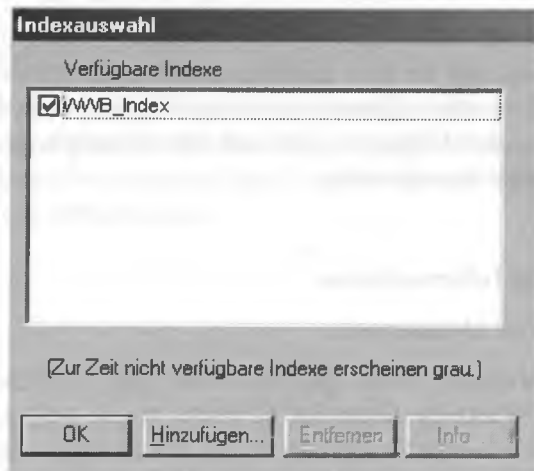 Indexauswahl
Verfügbare Indexe
WWB_Index
(Zur Zeit nicht verfügbare Indexe erscheinen grau.)
OK Hinzufügen... Entfernen Info...